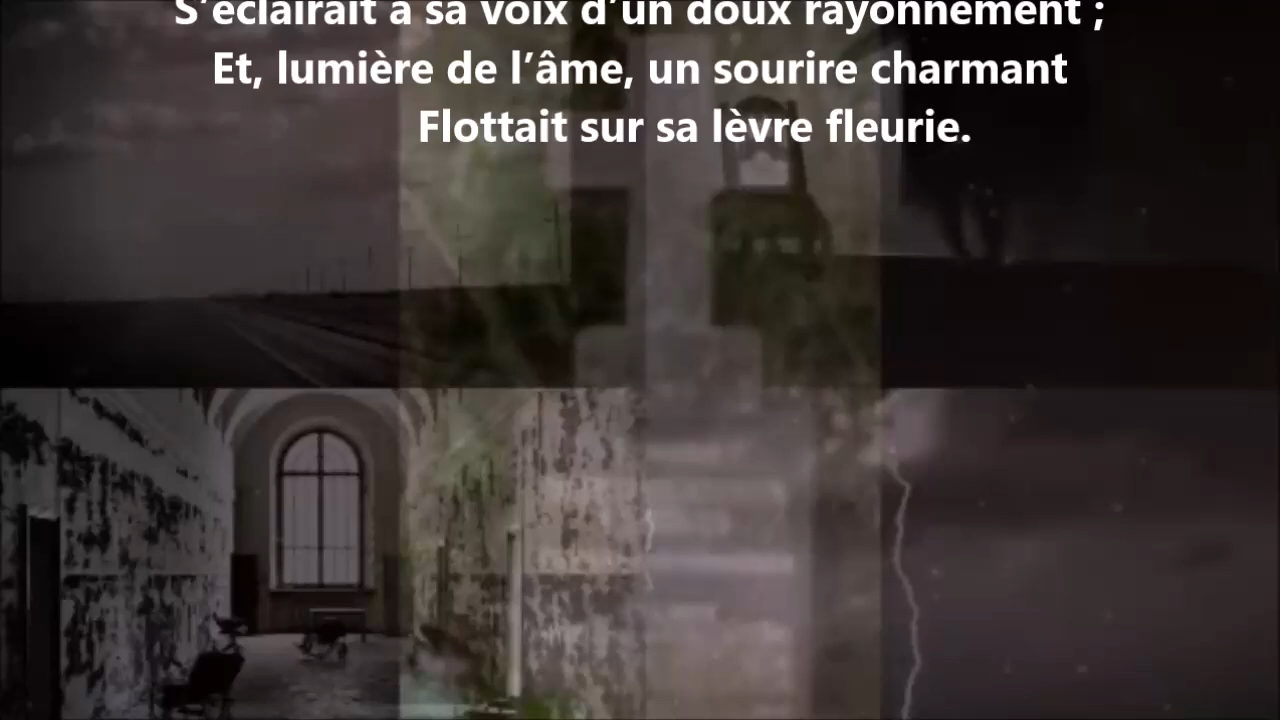 S’éclairait à sa voix d’un doux rayonnement ;
Et, lumière de l’âme, un sourire charmant
Flottait sur sa lèvre fleurie.